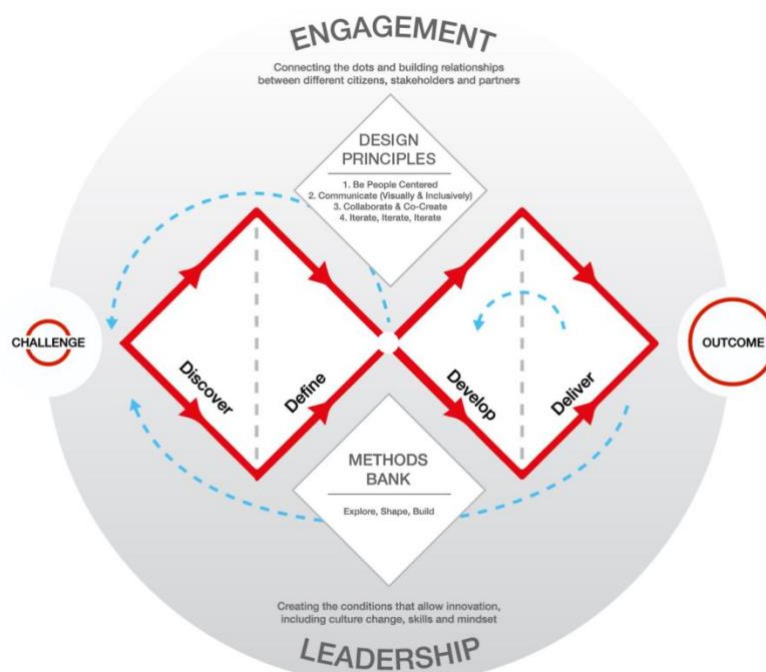 ENGAGEMENT
Connecting the dots and building relationships
between different citizens, stakeholders and partners
DESIGN
PRINCIPLES
1. Be People Centered
2. Communicate (Visually & Inclusively)
3. Collaborate & Co-Create
4. Iterate, Iterate, Iterate
CHALLENGE
OUTCOME
Discover
Define
Develop
Deliver
METHODS
BANK
Explore, Shape, Build
Creating the conditions that allow innovation,
including culture change, skills and mindset
LEADERSHIP